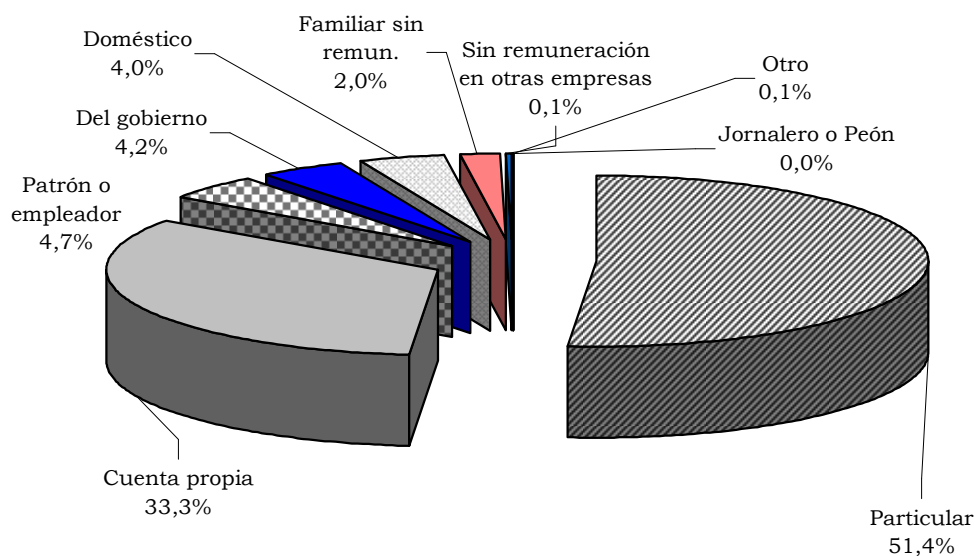 Familiar sin
remun.
2,0%
Doméstico
4,0%
Sin remuneración
en otras empresas
0,1%
Otro
0,1%
Del gobierno
4,2%
Jornalero o Peón
0,0%
Patrón o
empleador
4,7%
Cuenta propia
33,3%
Particular
51,4%